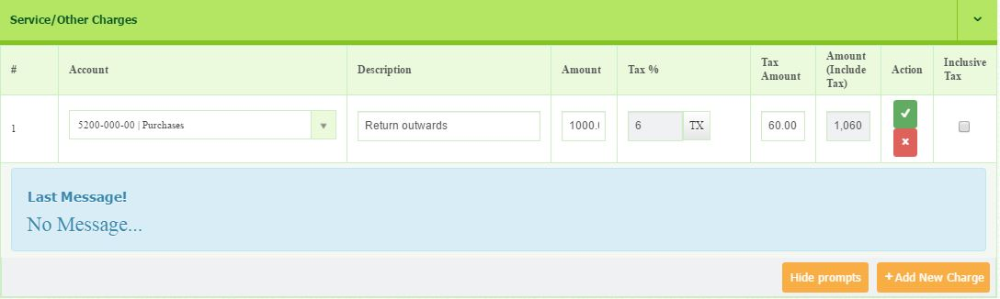 Service/Other Charges
# Account Description Amount Tax % Tax Amount Amount (Include Tax) Action Inclusive Tax
1 5200-000-00 | Purchases Return outwards 1000. 6 TX 60.00 1,060
Last Message!
No Message...
Hide prompts +Add New Charge